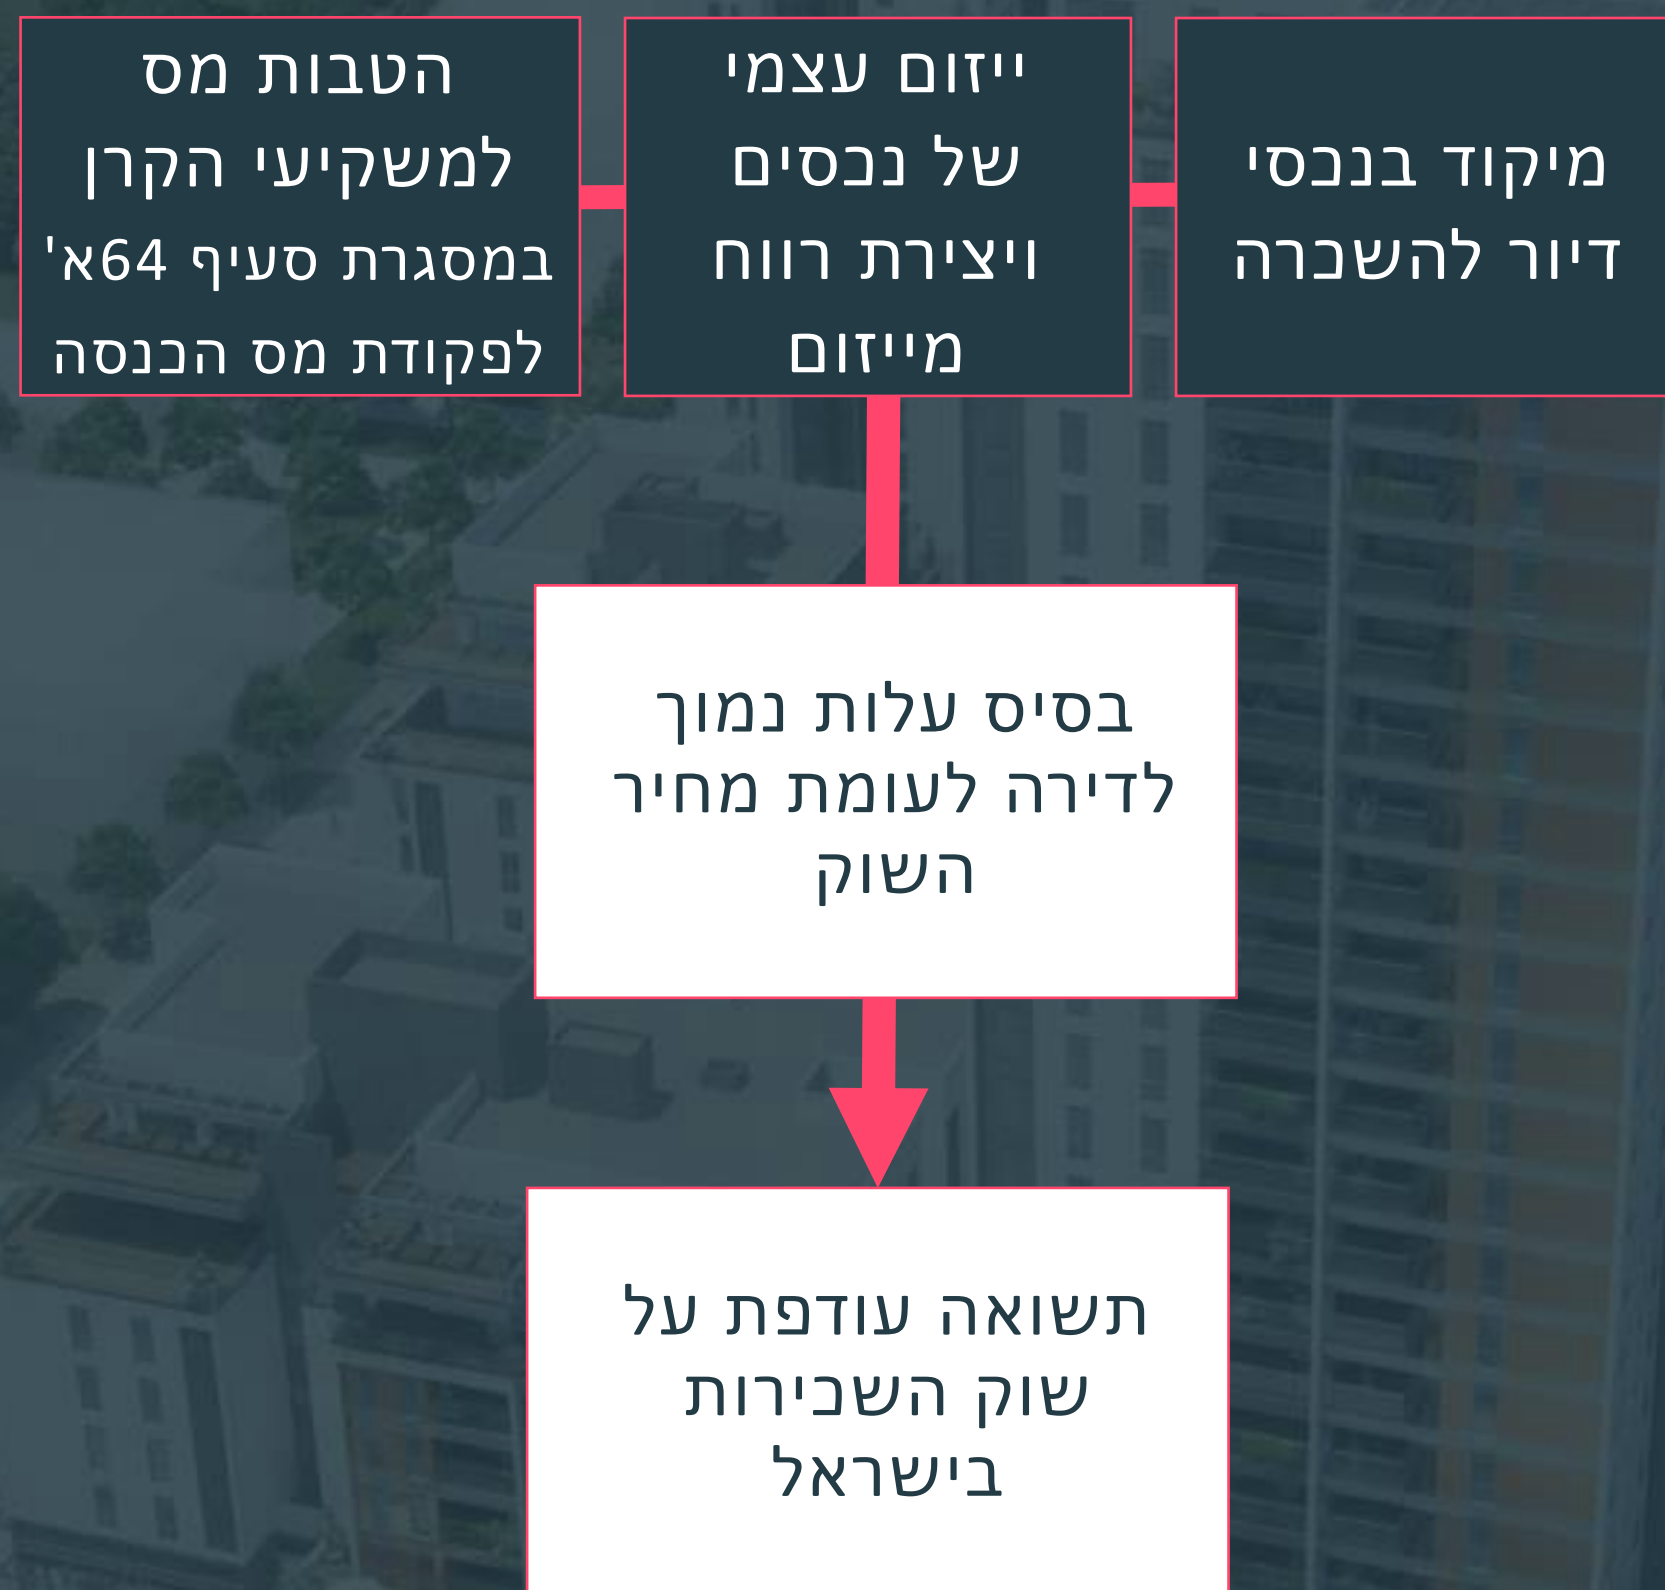 מיקוד בנכסי
דיור להשכרה
ייזום עצמי
של נכסים
ויצירת רווח
מייזום
הטבות מס
למשקיעי הקרן
במסגרת סעיף 64א'
לפקודת מס הכנסה
בסיס עלות נמוך
לדירה לעומת מחיר
השוק
תשואה עודפת על
שוק השכירות
בישראל